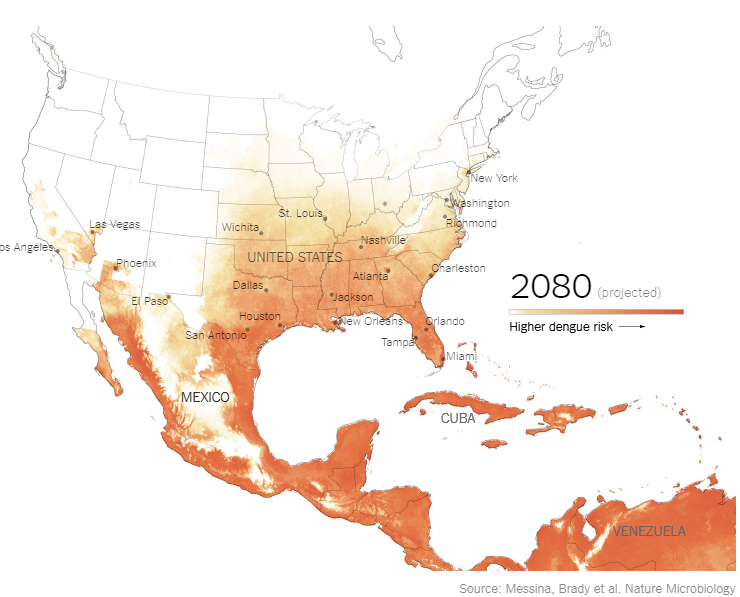 New York
Washington
Las Vegas
St. Louis
Richmond
Wichita
os Angeles
Nashville
UNITED STATES
Phoenix
Charleston
Atlanta
2080 (projected)
Dallas
El Paso
Jackson
Houston
New Orleans
Orlando
Higher dengue risk
San Antonio
Tampa
Miami
MEXICO
CUBA
VENEZUELA
Source: Messina, Brady et al. Nature Microbiology